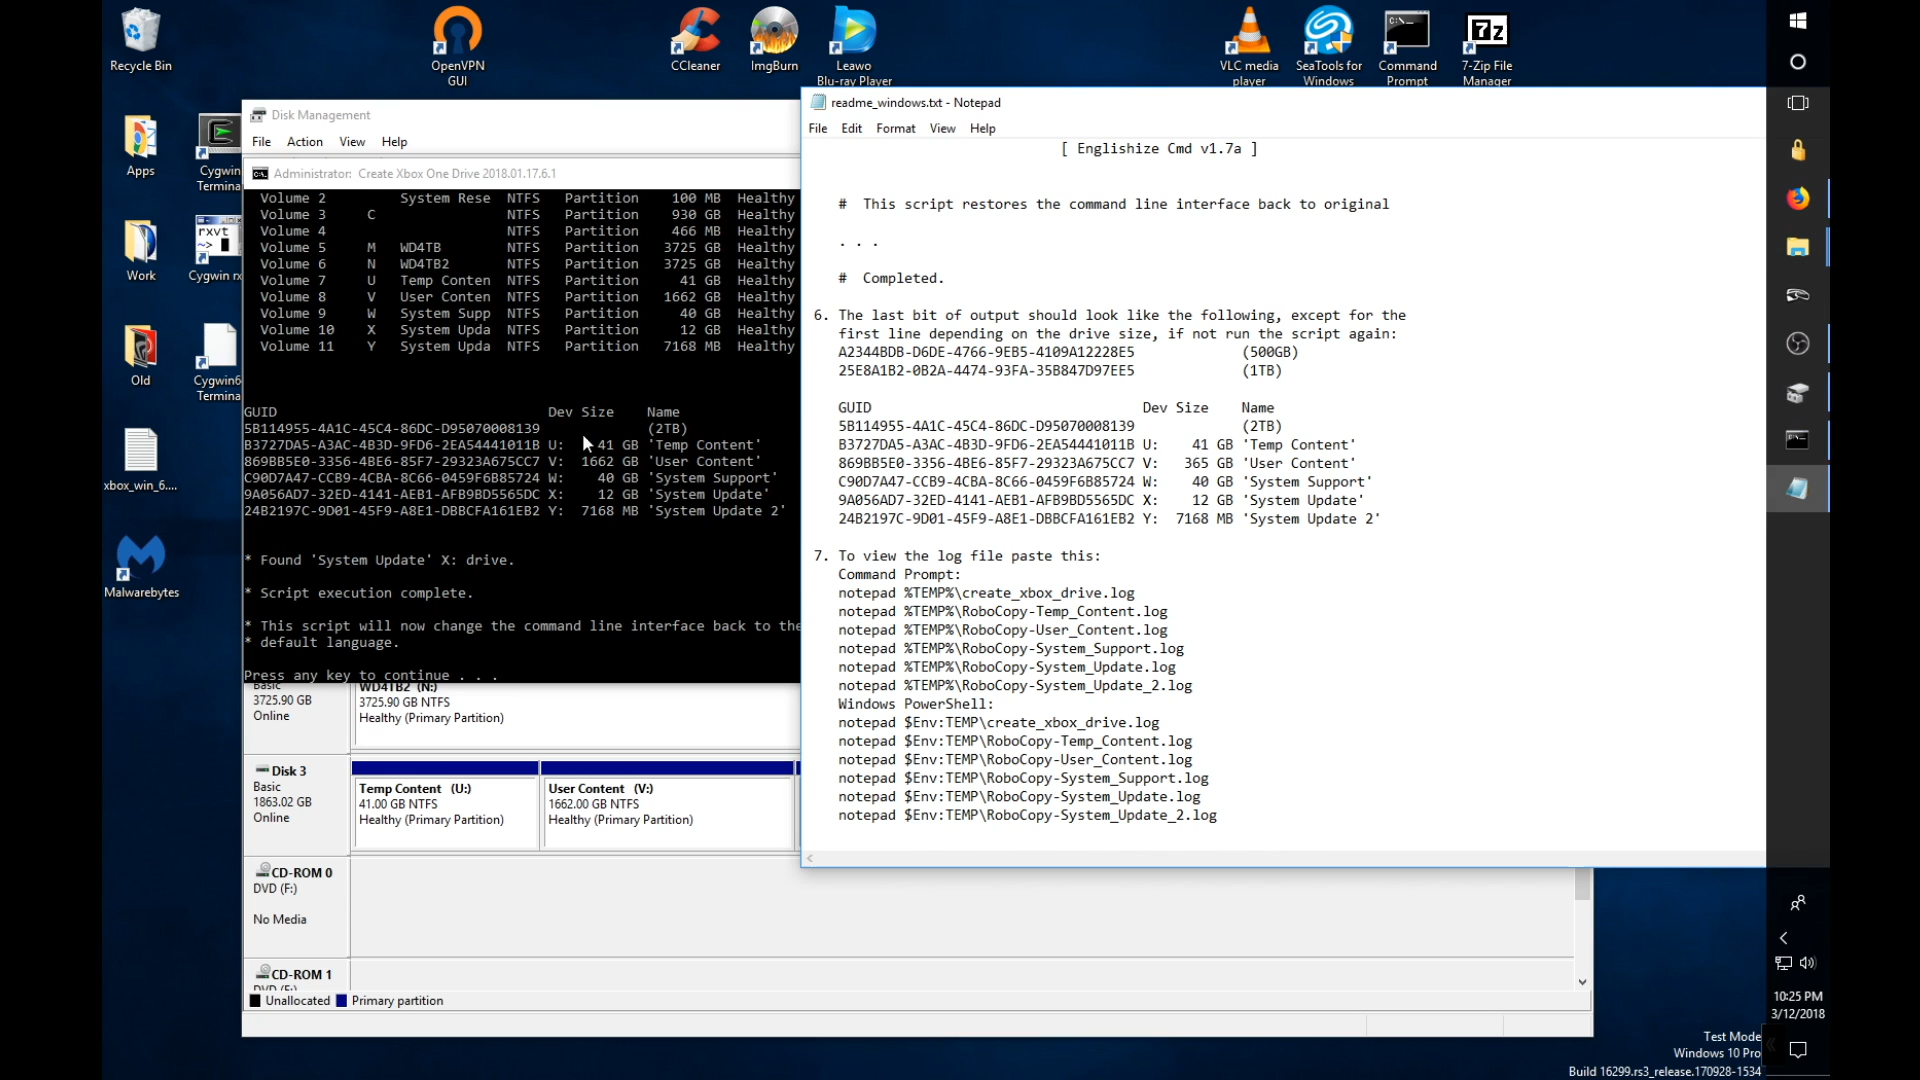 Recycle Bin
OpenVPN
GUI
CCleaner
ImgBurn
Leawo
Blu-ray Player
VLC media
player
SeaTools for
Windows
Command
Prompt
7-Zip File
Manager
Apps
Cygwin
Termina
Work
Cygwin rx
Old
Cygwin6
Termina
xbox_win_6....
Malwarebytes
Disk Management
File Action View Help
Administrator: Create Xbox One Drive 2018.01.17.6.1
Volume 2 System Rese NTFS Partition 100 MB Healthy
Volume 3 C NTFS Partition 930 GB Healthy
Volume 4 NTFS Partition 466 MB Healthy
Volume 5 M WD4TB NTFS Partition 3725 GB Healthy
Volume 6 N WD4TB2 NTFS Partition 3725 GB Healthy
Volume 7 U Temp Conten NTFS Partition 41 GB Healthy
Volume 8 V User Conten NTFS Partition 1662 GB Healthy
Volume 9 W System Supp NTFS Partition 40 GB Healthy
Volume 10 X System Upda NTFS Partition 12 GB Healthy
Volume 11 Y System Upda NTFS Partition 7168 MB Healthy
GUID Dev Size Name
5B114955-4A1C-45C4-86DC-D95070008139 (2TB)
B3727DA5-A3AC-4B3D-9FD6-2EA54441011B U: 41 GB 'Temp Content'
869BB5E0-3356-4BE6-85F7-29323A675CC7 V: 1662 GB 'User Content'
C90D7A47-CCB9-4CBA-8C66-0459F6B85724 W: 40 GB 'System Support'
9A056AD7-32ED-4141-AEB1-AFB9BD5565DC X: 12 GB 'System Update'
24B2197C-9D01-45F9-A8E1-DBBCFA161EB2 Y: 7168 MB 'System Update 2'
* Found 'System Update' X: drive.
* Script execution complete.
* This script will now change the command line interface back to the
* default language.
Press any key to continue . . .
Basic
3725.90 GB
Online
WD4TB2 (N:)
3725.90 GB NTFS
Healthy (Primary Partition)
Disk 3
Basic
1863.02 GB
Online
Temp Content (U:)
41.00 GB NTFS
Healthy (Primary Partition)
User Content (V:)
1662.00 GB NTFS
Healthy (Primary Partition)
CD-ROM 0
DVD (F:)
No Media
CD-ROM 1
Unallocated Primary partition
readme_windows.txt - Notepad
File Edit Format View Help
[ Englishize Cmd v1.7a ]
# This script restores the command line interface back to original
. . .
# Completed.
6. The last bit of output should look like the following, except for the
first line depending on the drive size, if not run the script again:
A2344BDB-D6DE-4766-9EB5-4109A12228E5 (500GB)
25E8A1B2-0B2A-4474-93FA-35B847D97EE5 (1TB)
GUID Dev Size Name
5B114955-4A1C-45C4-86DC-D95070008139 (2TB)
B3727DA5-A3AC-4B3D-9FD6-2EA54441011B U: 41 GB 'Temp Content'
869BB5E0-3356-4BE6-85F7-29323A675CC7 V: 365 GB 'User Content'
C90D7A47-CCB9-4CBA-8C66-0459F6B85724 W: 40 GB 'System Support'
9A056AD7-32ED-4141-AEB1-AFB9BD5565DC X: 12 GB 'System Update'
24B2197C-9D01-45F9-A8E1-DBBCFA161EB2 Y: 7168 MB 'System Update 2'
7. To view the log file paste this:
Command Prompt:
notepad %TEMP%\create_xbox_drive.log
notepad %TEMP%\RoboCopy-Temp_Content.log
notepad %TEMP%\RoboCopy-User_Content.log
notepad %TEMP%\RoboCopy-System_Support.log
notepad %TEMP%\RoboCopy-System_Update.log
notepad %TEMP%\RoboCopy-System_Update_2.log
Windows PowerShell:
notepad $Env:TEMP\create_xbox_drive.log
notepad $Env:TEMP\RoboCopy-Temp_Content.log
notepad $Env:TEMP\RoboCopy-User_Content.log
notepad $Env:TEMP\RoboCopy-System_Support.log
notepad $Env:TEMP\RoboCopy-System_Update.log
notepad $Env:TEMP\RoboCopy-System_Update_2.log
10:25 PM
3/12/2018
Test Mode
Windows 10 Pro
Build 16299.rs3_release.170928-1534